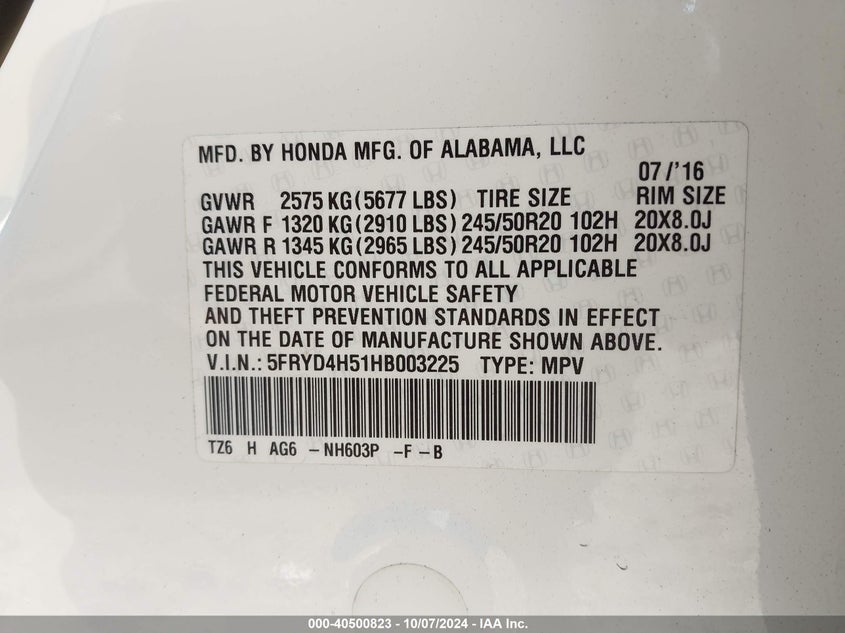 MFD. BY HONDA MFG. OF ALABAMA, LLC
07/'16
GVWR 2575 KG(5677 LBS) TIRE SIZE RIM SIZE
GAWR F 1320 KG(2910 LBS) 245/50R20 102H 20X8.0J
GAWR R 1345 KG(2965 LBS) 245/50R20 102H 20X8.0J
THIS VEHICLE CONFORMS TO ALL APPLICABLE
FEDERAL MOTOR VEHICLE SAFETY
AND THEFT PREVENTION STANDARDS IN EFFECT
ON THE DATE OF MANUFACTURE SHOWN ABOVE.
V.I.N.: 5FRYD4H51HB003225 TYPE: MPV
TZ6 H AG6 -NH603P -F-B
000-40500823 - 10/07/2024 - IAA Inc.